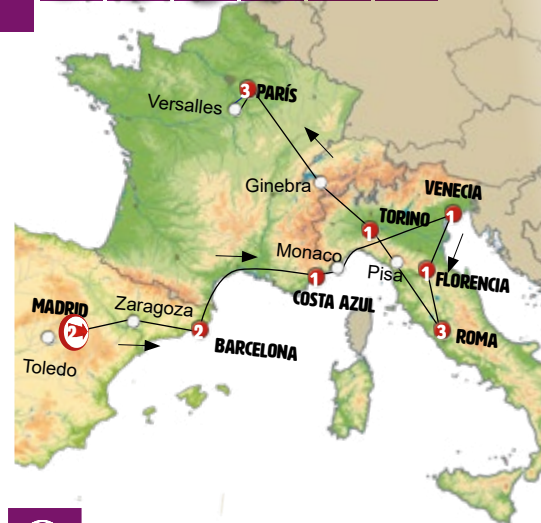 3 PARÍS
Versalles
Ginebra
VENECIA
1
TORINO
1
Monaco
Pisa
1 FLORENCIA
1
COSTA AZUL
MADRID
2
Zaragoza
2
BARCELONA
3 ROMA
Toledo